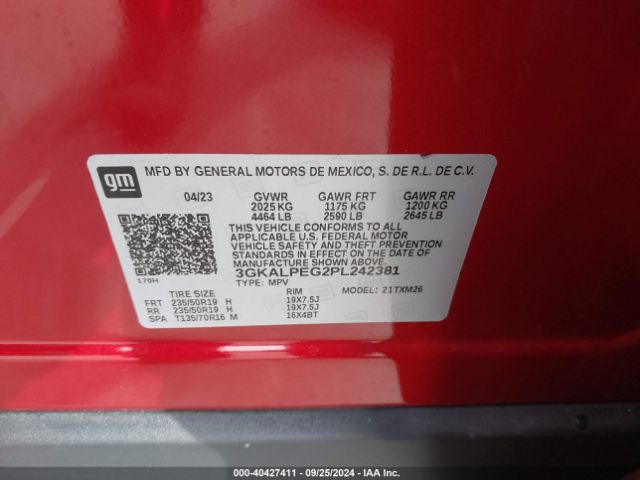 gm
MFD BY GENERAL MOTORS DE MEXICO, S. DE R.L. DE C.V.
04/23 GVWR GAWR FRT GAWR RR
2025 KG 1175 KG 1200 KG
4464 LB 2590 LB 2645 LB
THIS VEHICLE CONFORMS TO ALL
APPLICABLE U.S. FEDERAL MOTOR
VEHICLE SAFETY AND THEFT PREVENTION
STANDARDS IN EFFECT ON THE DATE
OF MANUFACTURE SHOWN ABOVE.
3GKALPEG2PL242381
170H
TYPE: MPV MODEL: 21TXM26
TIRE SIZE RIM
FRT 235/50R19 H 19X7.5J
RR 235/50R19 H 19X7.5J
SPA T135/70R16 M 16X4BT
000-40427411 - 09/25/2024 - IAA Inc.